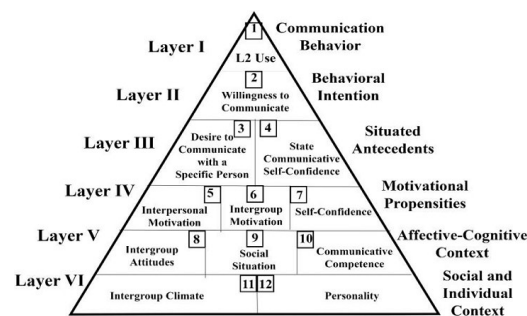 1
Communication
Behavior
Layer I
L2 Use
2
Behavioral
Intention
Layer II
Willingness to
Communicate
3
4
Situated
Antecedents
Layer III
Desire to
Communicate
with a
Specific Person
State
Communicative
Self-Confidence
Motivational
Propensities
Layer IV
5
6
7
Interpersonal
Motivation
Intergroup
Motivation
Self-Confidence
Affective-Cognitive
Context
Layer V
8
9
10
Intergroup
Attitudes
Social
Situation
Communicative
Competence
Social and
Individual
Context
Layer VI
11
12
Intergroup Climate
Personality